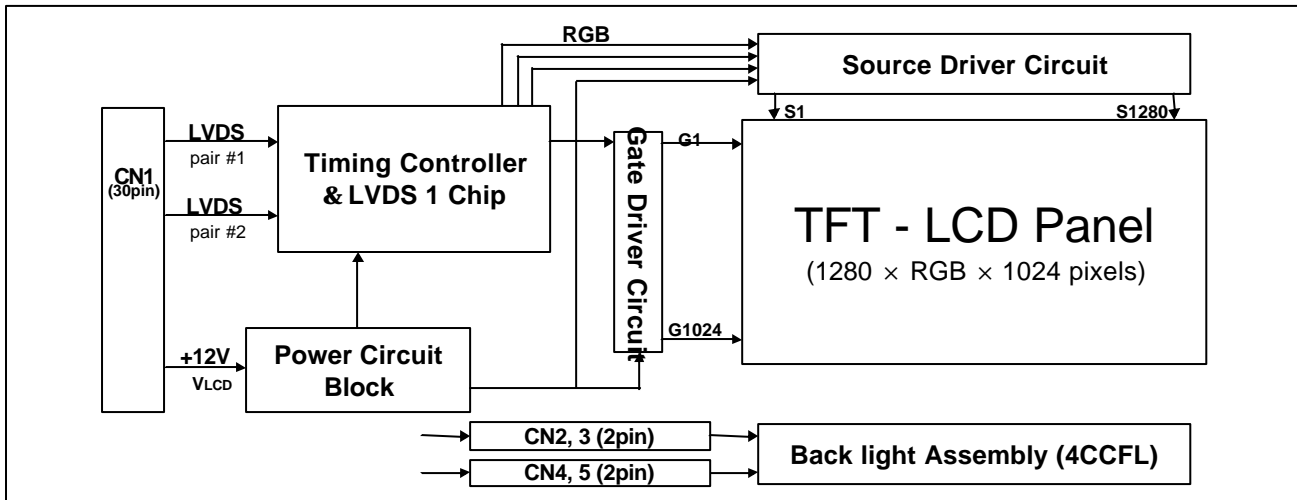 RGB
Source Driver Circuit
S1
S1280
CN1
(30pin)
LVDS
pair #1
LVDS
pair #2
Timing Controller
& LVDS 1 Chip
Gate Driver Circuit
G1
G1024
TFT - LCD Panel
(1280 × RGB × 1024 pixels)
+12V
VLCD
Power Circuit
Block
CN2, 3 (2pin)
CN4, 5 (2pin)
Back light Assembly (4CCFL)